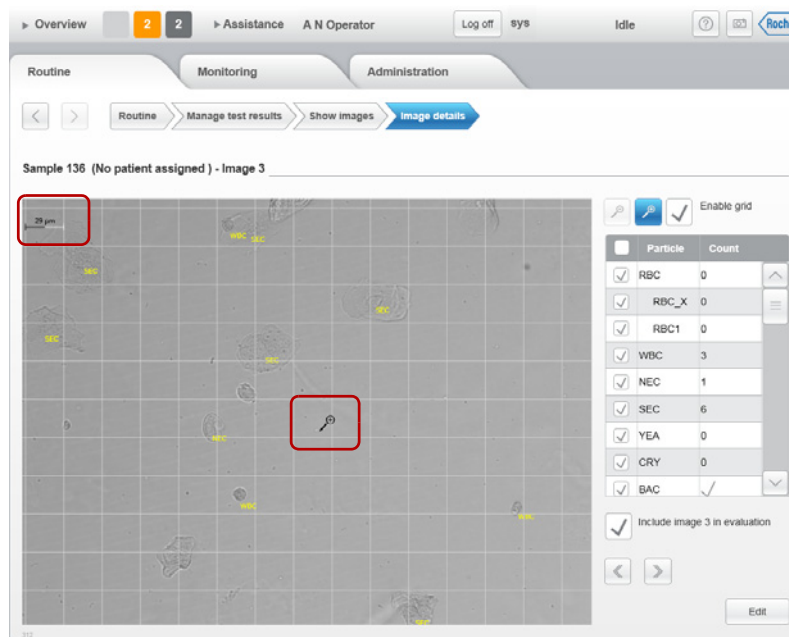 Overview 2 2 Assistance A N Operator Log off sys Idle Roch
Routine Monitoring Administration
Routine Manage test results Show images Image details
Sample 136 (No patient assigned ) - Image 3
Enable grid
29 µm
WBC SEC
SEC
SEC
SEC
SEC
NEC
WBC
WBC
SEC
Particle Count
RBC 0
RBC_X 0
RBC1 0
WBC 3
NEC 1
SEC 6
YEA 0
CRY 0
BAC
Include image 3 in evaluation
Edit